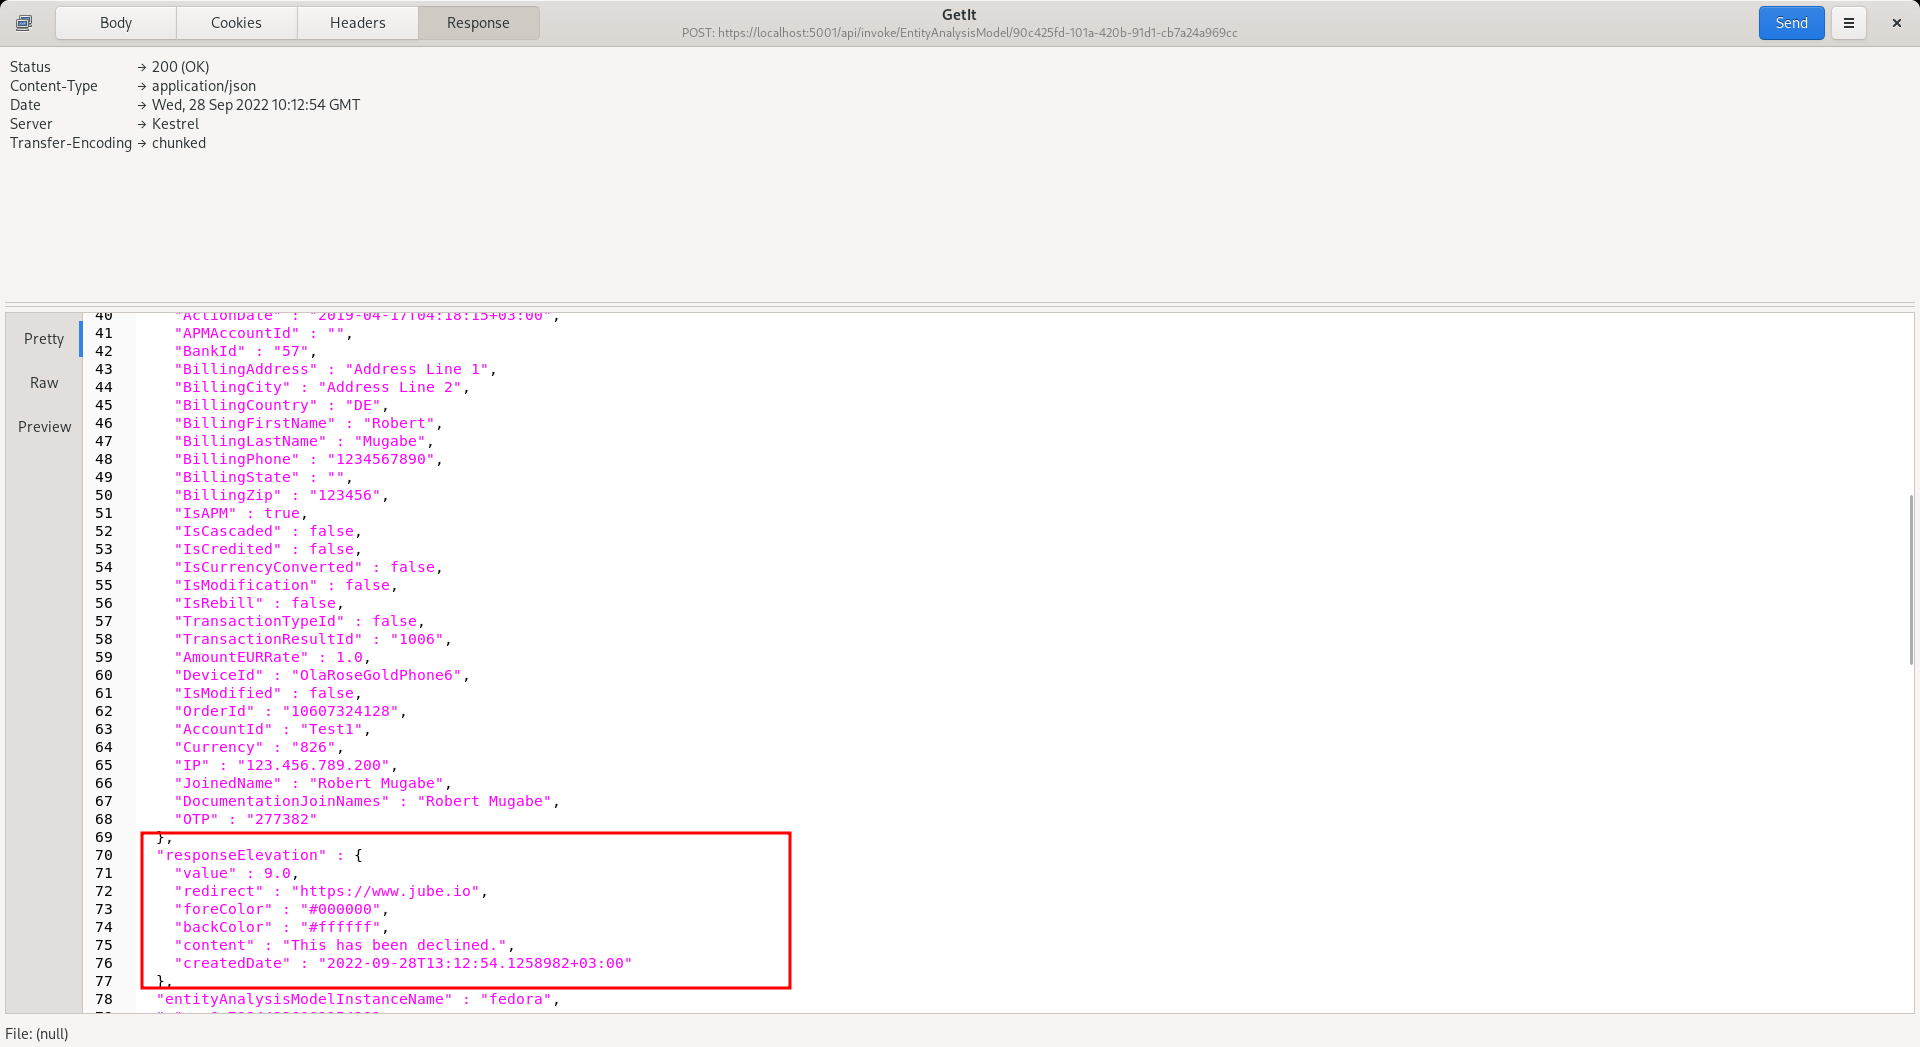 Body Cookies Headers Response GetIt Send
POST: https://localhost:5001/api/invoke/EntityAnalysisModel/90c425fd-101a-420b-91d1-cb7a24a969cc
Status → 200 (OK)
Content-Type → application/json
Date → Wed, 28 Sep 2022 10:12:54 GMT
Server → Kestrel
Transfer-Encoding → chunked
Pretty
Raw
Preview
40 "ActionDate" : "2019-04-17T04:18:15+03:00",
41 "APMAccountId" : "",
42 "BankId" : "57",
43 "BillingAddress" : "Address Line 1",
44 "BillingCity" : "Address Line 2",
45 "BillingCountry" : "DE",
46 "BillingFirstName" : "Robert",
47 "BillingLastName" : "Mugabe",
48 "BillingPhone" : "1234567890",
49 "BillingState" : "",
50 "BillingZip" : "123456",
51 "IsAPM" : true,
52 "IsCascaded" : false,
53 "IsCredited" : false,
54 "IsCurrencyConverted" : false,
55 "IsModification" : false,
56 "IsRebill" : false,
57 "TransactionTypeId" : false,
58 "TransactionResultId" : "1006",
59 "AmountEURRate" : 1.0,
60 "DeviceId" : "OlaRoseGoldPhone6",
61 "IsModified" : false,
62 "OrderId" : "10607324128",
63 "AccountId" : "Test1",
64 "Currency" : "826",
65 "IP" : "123.456.789.200",
66 "JoinedName" : "Robert Mugabe",
67 "DocumentationJoinNames" : "Robert Mugabe",
68 "OTP" : "277382"
69 },
70 "responseElevation" : {
71 "value" : 9.0,
72 "redirect" : "https://www.jube.io",
73 "foreColor" : "#000000",
74 "backColor" : "#ffffff",
75 "content" : "This has been declined.",
76 "createdDate" : "2022-09-28T13:12:54.1258982+03:00"
77 },
78 "entityAnalysisModelInstanceName" : "fedora",
File: (null)